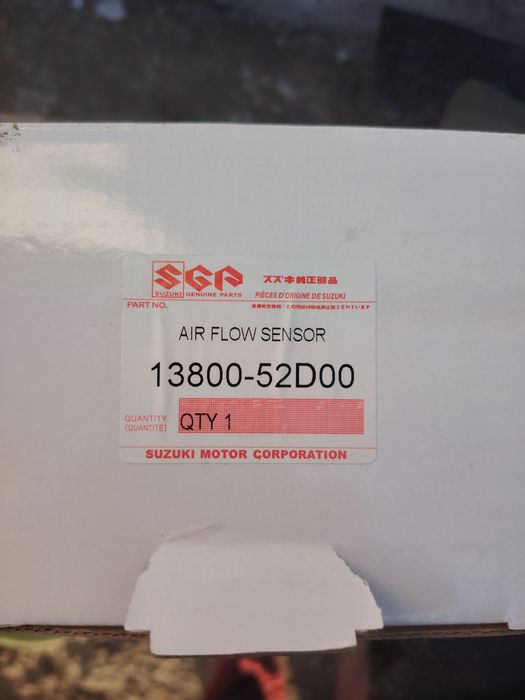 SGP
SUZUKI GENUINE PARTS
スズキ純正部品
PIÈCES D'ORIGINE DE SUZUKI
PART NO.
AIR FLOW SENSOR
13800-52D00
QUANTITY
(QUANTITÉ)
QTY 1
SUZUKI MOTOR CORPORATION